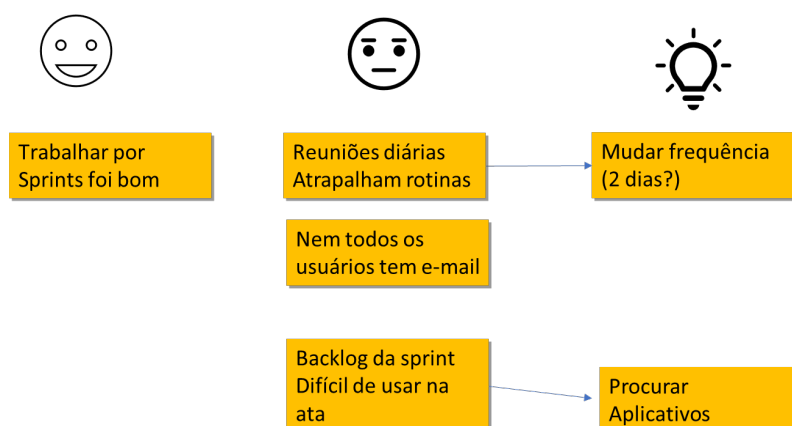 Trabalhar por
Sprints foi bom
Reuniões diárias
Atrapalham rotinas
Mudar frequência
(2 dias?)
Nem todos os
usuários tem e-mail
Backlog da sprint
Difícil de usar na
ata
Procurar
Aplicativos